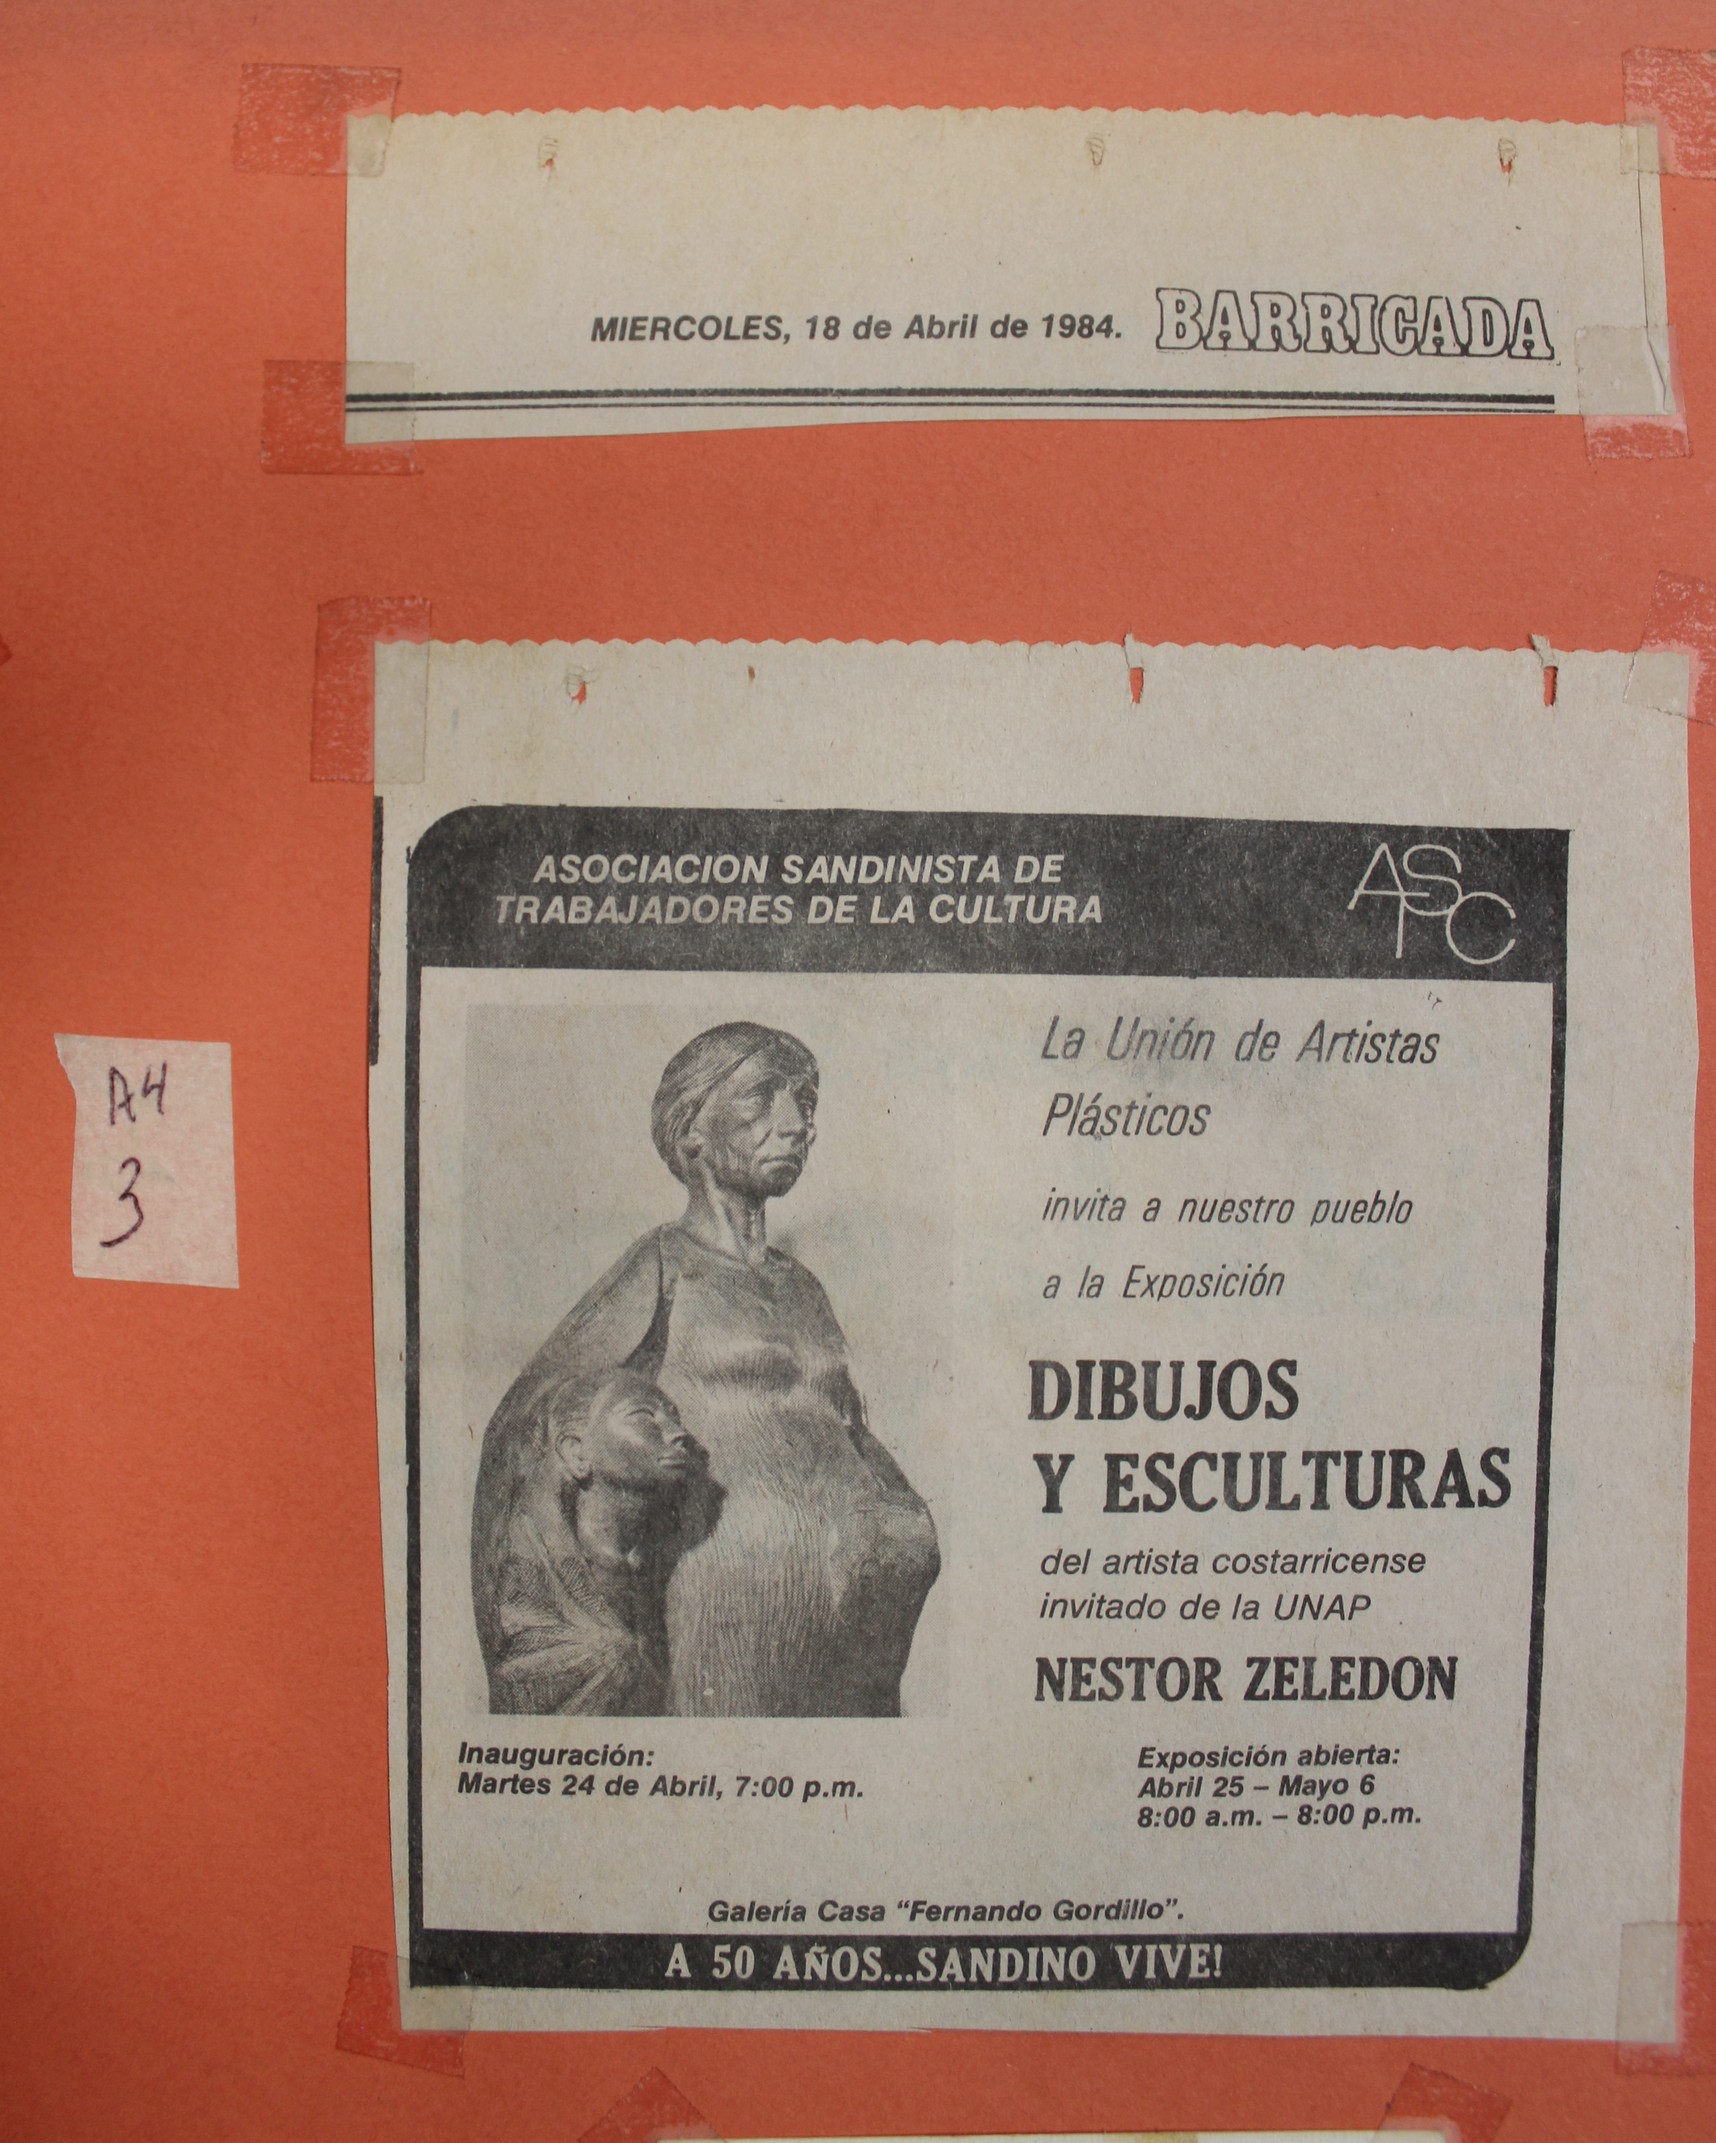 MIERCOLES, 18 de Abril de 1984. BARRICADA
ASOCIACION SANDINISTA DE
TRABAJADORES DE LA CULTURA
ASTC
La Unión de Artistas
Plásticos
invita a nuestro pueblo
a la Exposición
DIBUJOS
Y ESCULTURAS
del artista costarricense
invitado de la UNAP
NESTOR ZELEDON
Inauguración:
Martes 24 de Abril, 7:00 p.m.
Exposición abierta:
Abril 25 – Mayo 6
8:00 a.m. – 8:00 p.m.
Galería Casa “Fernando Gordillo”.
A 50 AÑOS...SANDINO VIVE!
A4
3